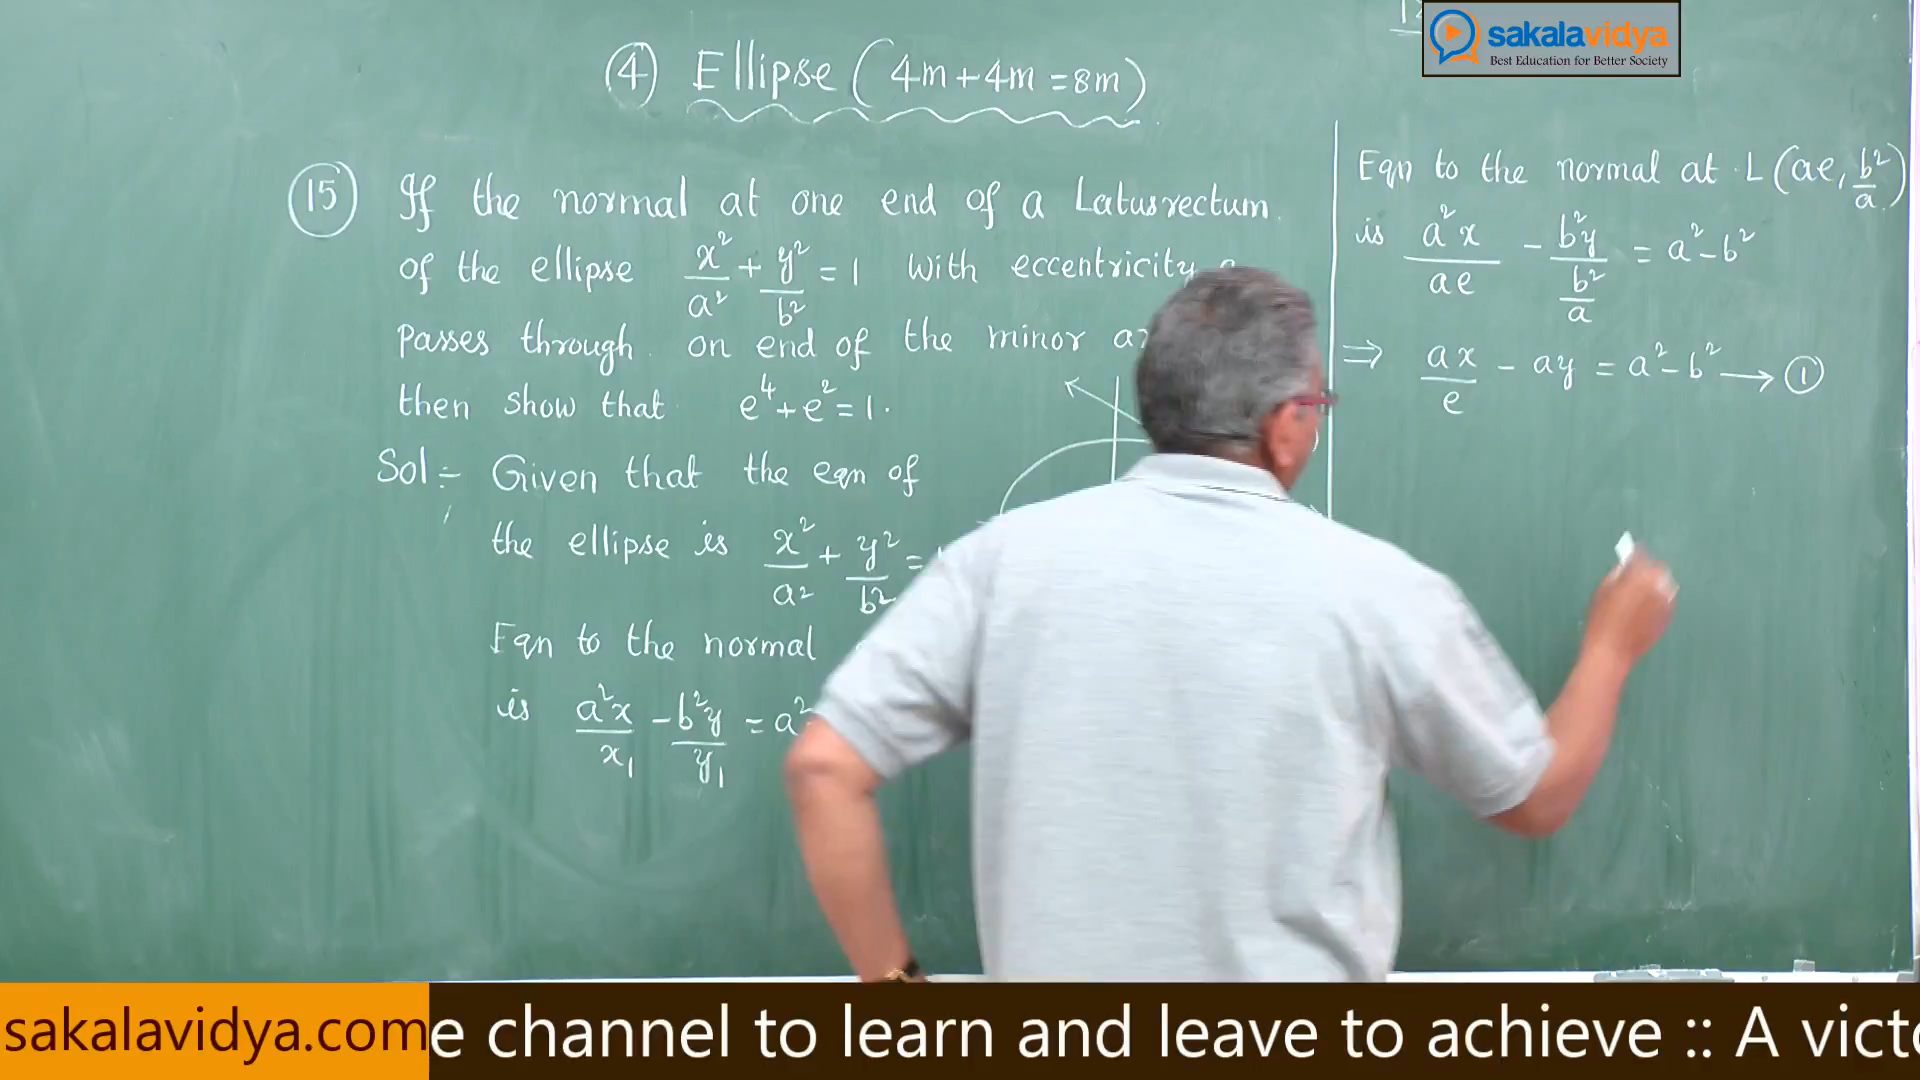 sakalavidya
Best Education for Better Society
④ Ellipse (4m+4m=8m)
⑮ If the normal at one end of a Latusrectum
of the ellipse x²/a² + y²/b² = 1 with eccentricity
passes through on end of the minor
then show that e⁴+e²=1.
Sol:- Given that the eqn of
the ellipse is x²/a² + y²/b² =
Eqn to the normal
is a²x/x₁ - b²y/y₁ = a²
Eqn to the normal at L(ae, b²/a)
is a²x/ae - b²y/(b²/a) = a²-b²
⇒ ax/e - ay = a²-b² → ①
sakalavidya.com
e channel to learn and leave to achieve :: A victo